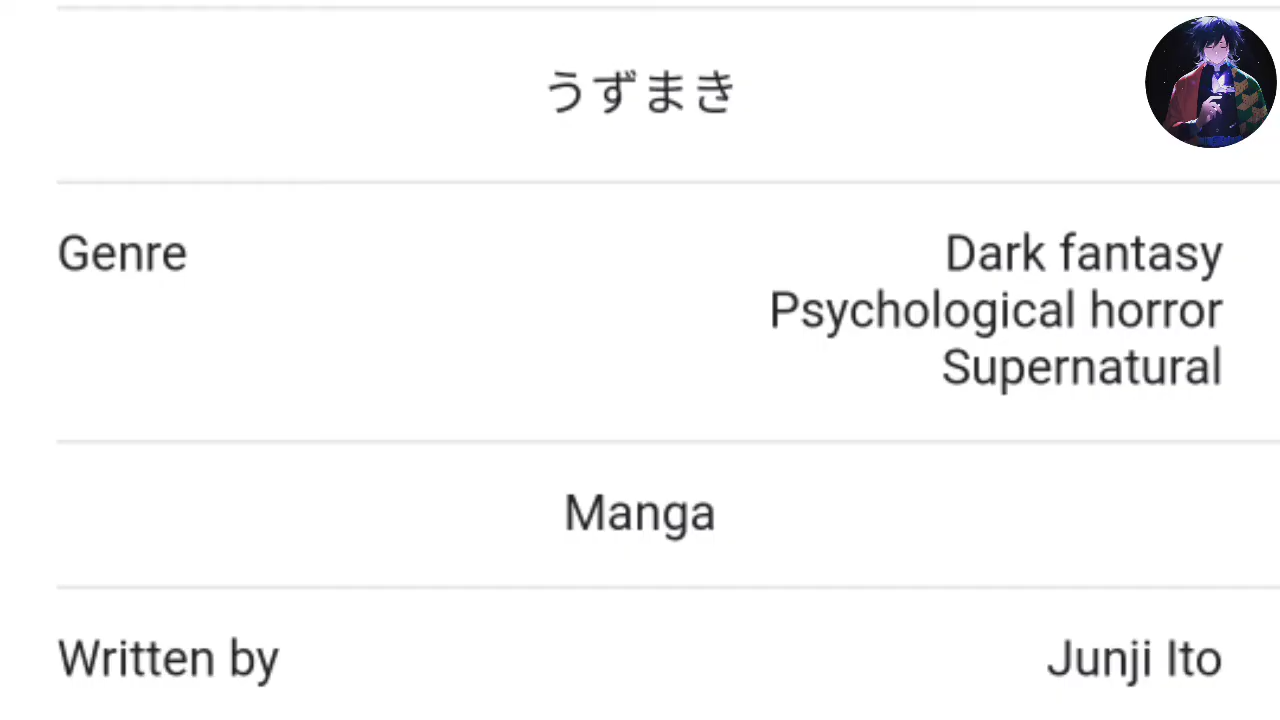 うずまき
Genre
Dark fantasy
Psychological horror
Supernatural
Manga
Written by
Junji Ito